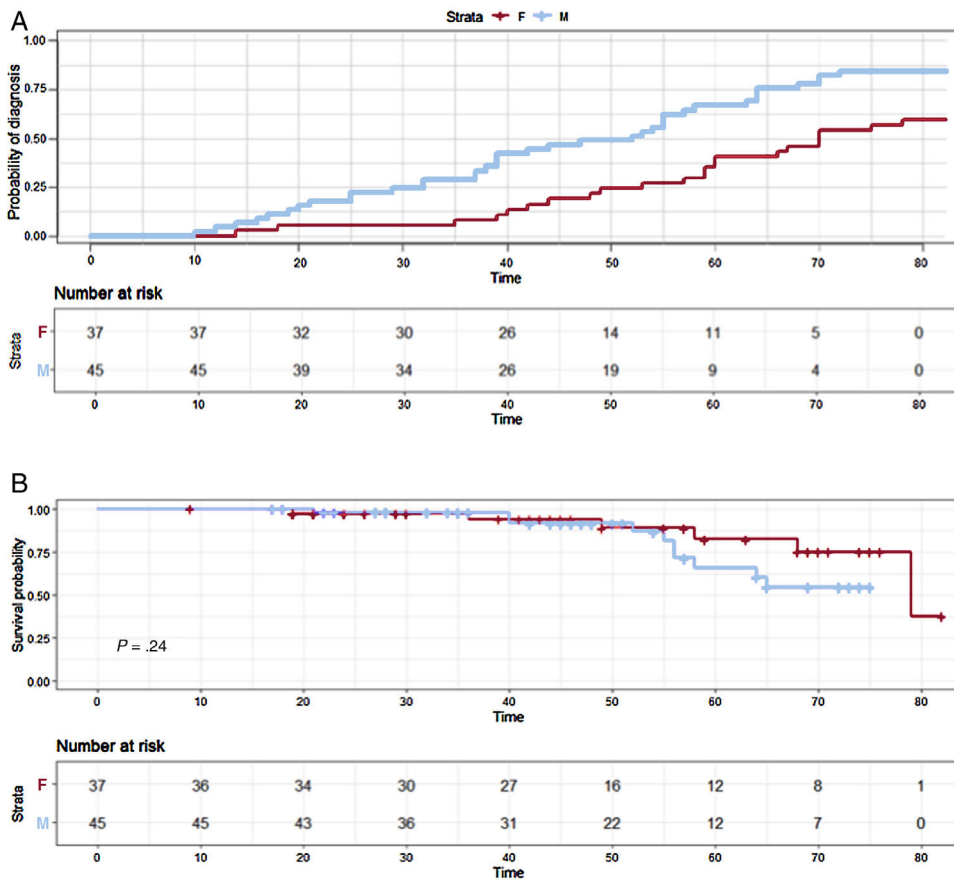 A
Strata F M
1.00
0.75
0.50
0.25
0.00
Probability of diagnosis
0 10 20 30 40 50 60 70 80
Time
Number at risk
Strata
F 37 37 32 30 26 14 11 5 0
M 45 45 39 34 26 19 9 4 0
0 10 20 30 40 50 60 70 80
Time
B
1.00
0.75
0.50
0.25
0.00
Survival probability
P = .24
0 10 20 30 40 50 60 70 80
Time
Number at risk
Strata
F 37 36 34 30 27 16 12 8 1
M 45 45 43 36 31 22 12 7 0
0 10 20 30 40 50 60 70 80
Time